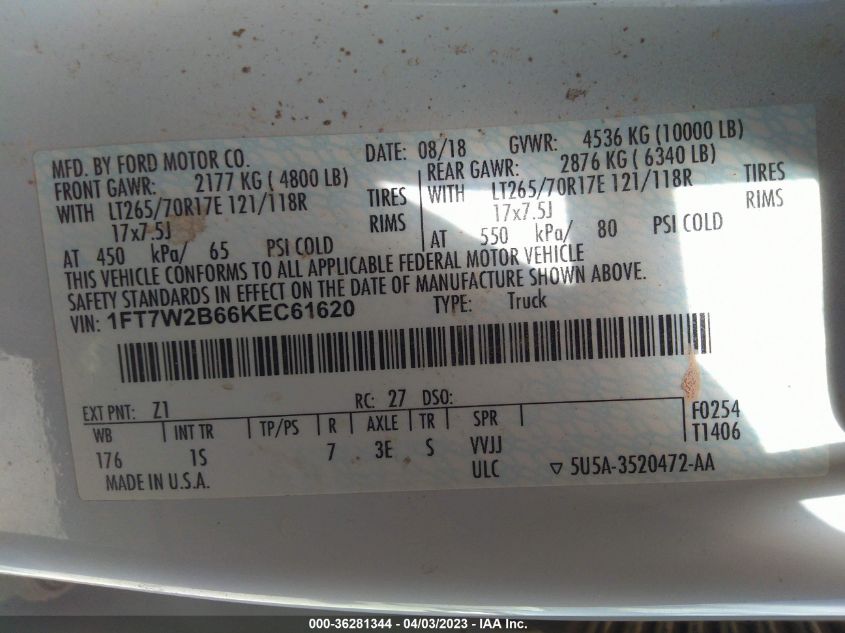 MFD. BY FORD MOTOR CO. DATE: 08/18 GVWR: 4536 KG (10000 LB)
FRONT GAWR: 2177 KG ( 4800 LB) REAR GAWR: 2876 KG ( 6340 LB)
WITH LT265/70R17E 121/118R TIRES WITH LT265/70R17E 121/118R TIRES
17x7.5J RIMS 17x7.5J RIMS
AT 450 kPa/ 65 PSI COLD AT 550 kPa/ 80 PSI COLD
THIS VEHICLE CONFORMS TO ALL APPLICABLE FEDERAL MOTOR VEHICLE
SAFETY STANDARDS IN EFFECT ON THE DATE OF MANUFACTURE SHOWN ABOVE.
VIN: 1FT7W2B66KEC61620 TYPE: Truck
EXT PNT: Z1 RC: 27 DSO:
WB INT TR TP/PS R AXLE TR SPR F0254
176 1S 7 3E S VVJJ T1406
MADE IN U.S.A. ULC ▽ 5U5A-3520472-AA
000-36281344 - 04/03/2023 - IAA Inc.